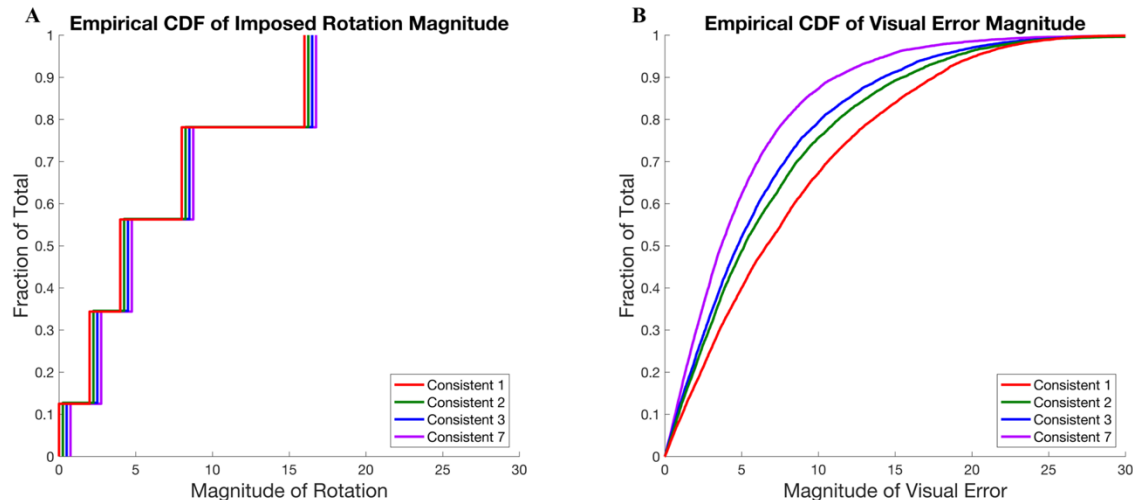 A
Empirical CDF of Imposed Rotation Magnitude
1
0.9
0.8
0.7
0.6
0.5
0.4
0.3
0.2
0.1
0
Fraction of Total
0 5 10 15 20 25 30
Magnitude of Rotation
Consistent 1
Consistent 2
Consistent 3
Consistent 7
B
Empirical CDF of Visual Error Magnitude
1
0.9
0.8
0.7
0.6
0.5
0.4
0.3
0.2
0.1
0
Fraction of Total
0 5 10 15 20 25 30
Magnitude of Visual Error
Consistent 1
Consistent 2
Consistent 3
Consistent 7